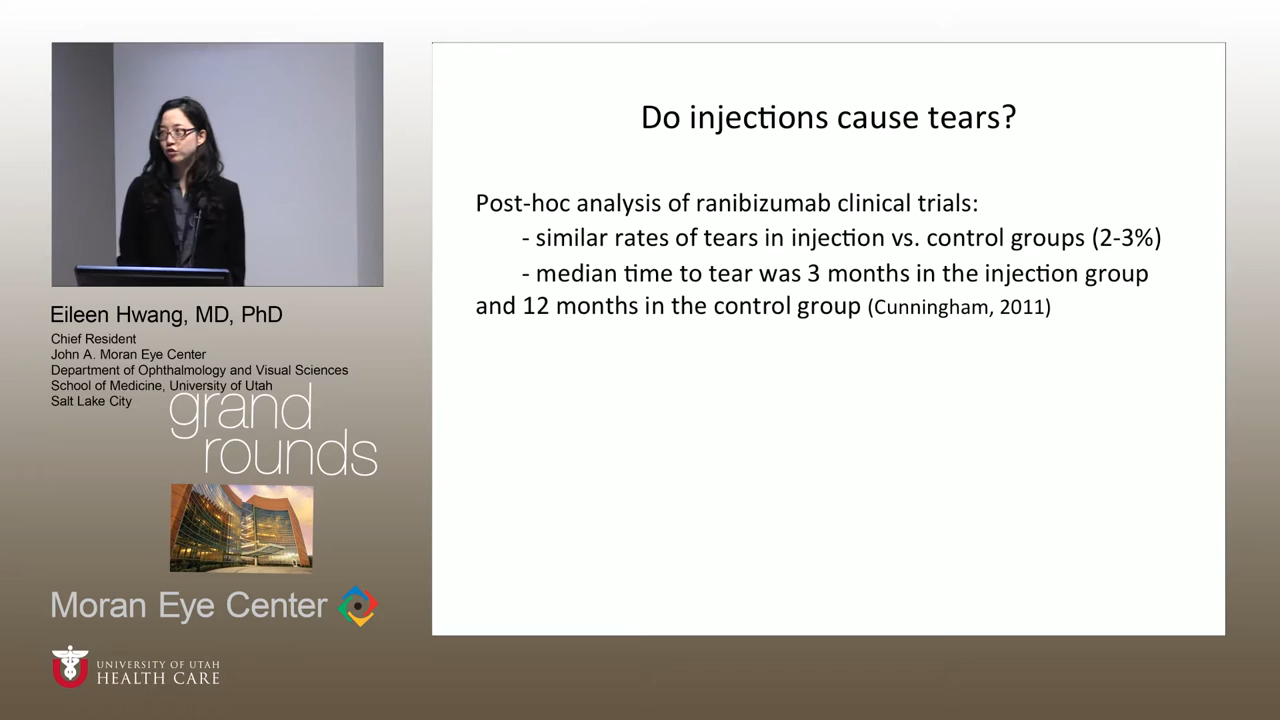 Do injections cause tears?
Post-hoc analysis of ranibizumab clinical trials:
- similar rates of tears in injection vs. control groups (2-3%)
- median time to tear was 3 months in the injection group
and 12 months in the control group (Cunningham, 2011)
Eileen Hwang, MD, PhD
Chief Resident
John A. Moran Eye Center
Department of Ophthalmology and Visual Sciences
School of Medicine, University of Utah
Salt Lake City
grand
rounds
Moran Eye Center
UNIVERSITY OF UTAH
HEALTH CARE